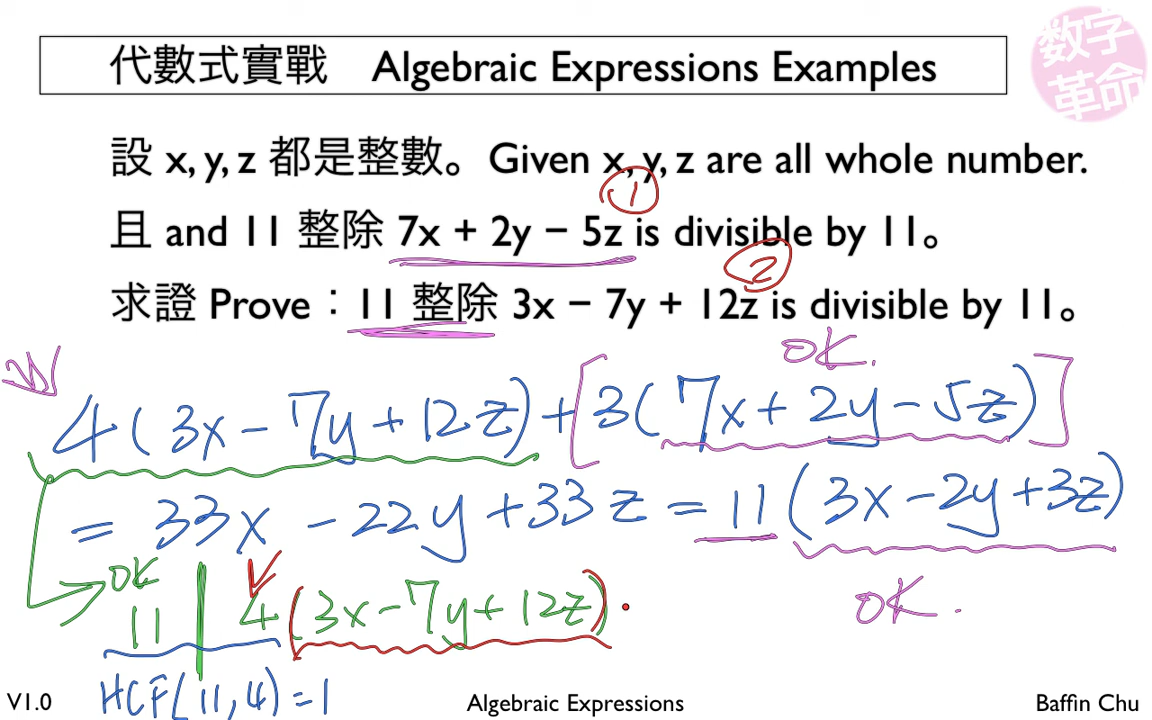 代數式實戰 Algebraic Expressions Examples
数字
革命
設 x, y, z 都是整數。Given x, y, z are all whole number.
①
且 and 11 整除 7x + 2y − 5z is divisible by 11。
②
求證 Prove：11 整除 3x − 7y + 12z is divisible by 11。
OK.
4(3x − 7y + 12z) + [3(7x + 2y − 5z)]
= 33x − 22y + 33z = 11(3x − 2y + 3z)
OK
OK.
11 | 4(3x − 7y + 12z).
HCF(11, 4) = 1
V1.0 Algebraic Expressions Baffin Chu